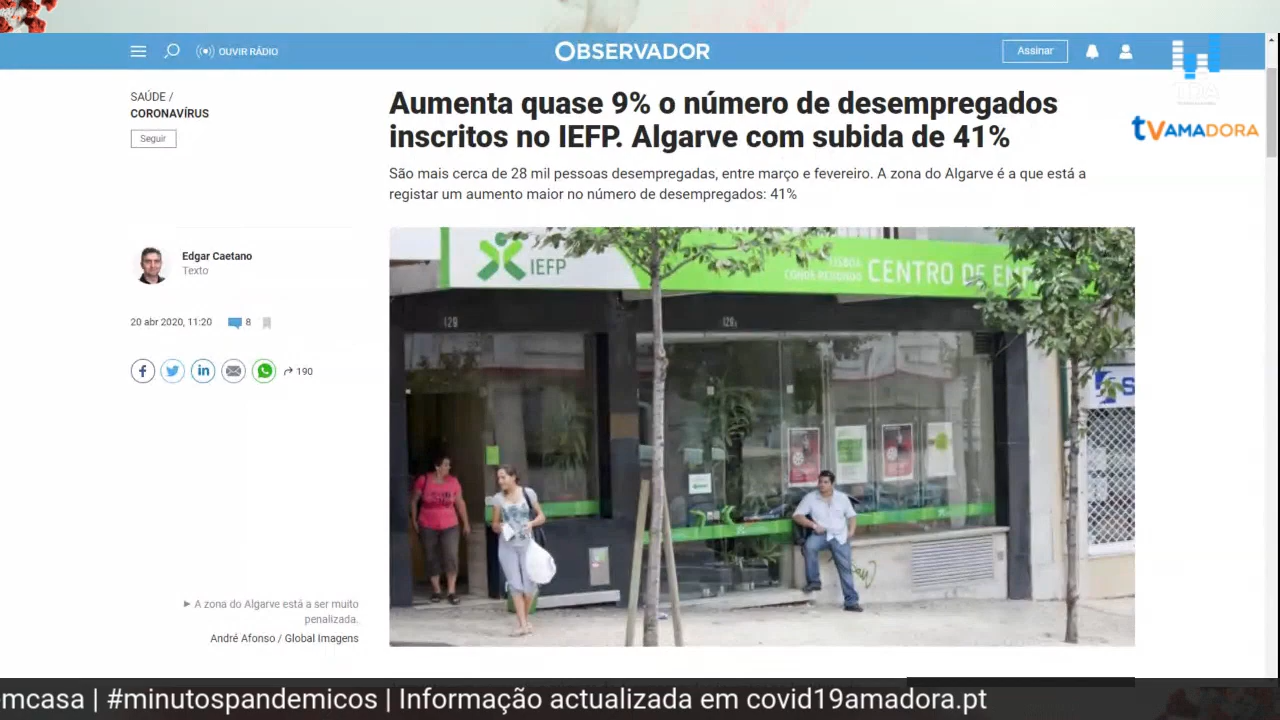 OUVIR RÁDIO
OBSERVADOR
Assinar
tvAMADORA
SAÚDE /
CORONAVÍRUS
Seguir
Aumenta quase 9% o número de desempregados
inscritos no IEFP. Algarve com subida de 41%
São mais cerca de 28 mil pessoas desempregadas, entre março e fevereiro. A zona do Algarve é a que está a
registar um aumento maior no número de desempregados: 41%
Edgar Caetano
Texto
20 abr 2020, 11:20
8
190
IEFP
LISBOA
CONDE REDONDO
CENTRO DE EM
120
► A zona do Algarve está a ser muito
penalizada.
André Afonso / Global Imagens
mcasa | #minutospandemicos | Informação actualizada em covid19amadora.pt